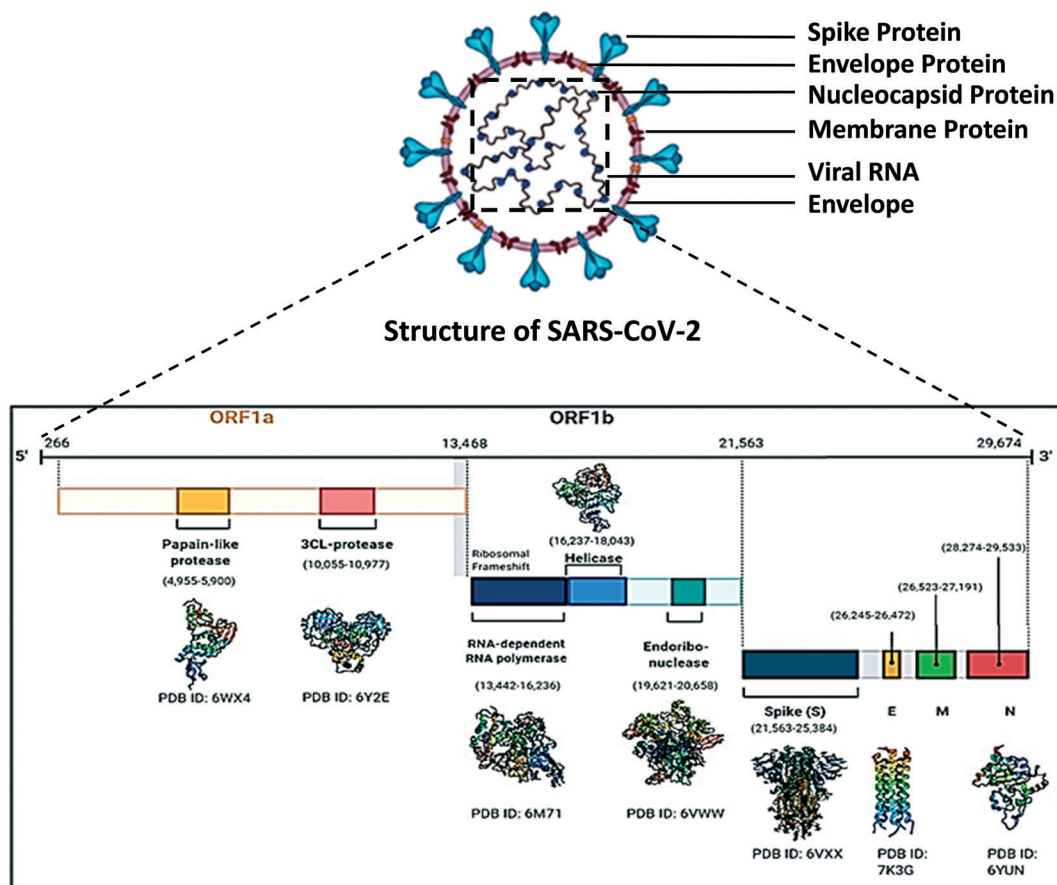 Spike Protein
Envelope Protein
Nucleocapsid Protein
Membrane Protein
Viral RNA
Envelope
Structure of SARS-CoV-2
ORF1a
ORF1b
266
13,468
21,563
29,674
5'
3'
Papain-like
protease
(4,955-5,900)
PDB ID: 6WX4
3CL-protease
(10,055-10,977)
PDB ID: 6Y2E
Ribosomal
Frameshift
(16,237-18,043)
Helicase
RNA-dependent
RNA polymerase
(13,442-16,236)
PDB ID: 6M71
Endoribo-
nuclease
(19,621-20,658)
PDB ID: 6VWW
Spike (S)
(21,563-25,384)
PDB ID: 6VXX
(26,245-26,472)
E
PDB ID:
7K3G
(26,523-27,191)
M
(28,274-29,533)
N
PDB ID:
6YUN